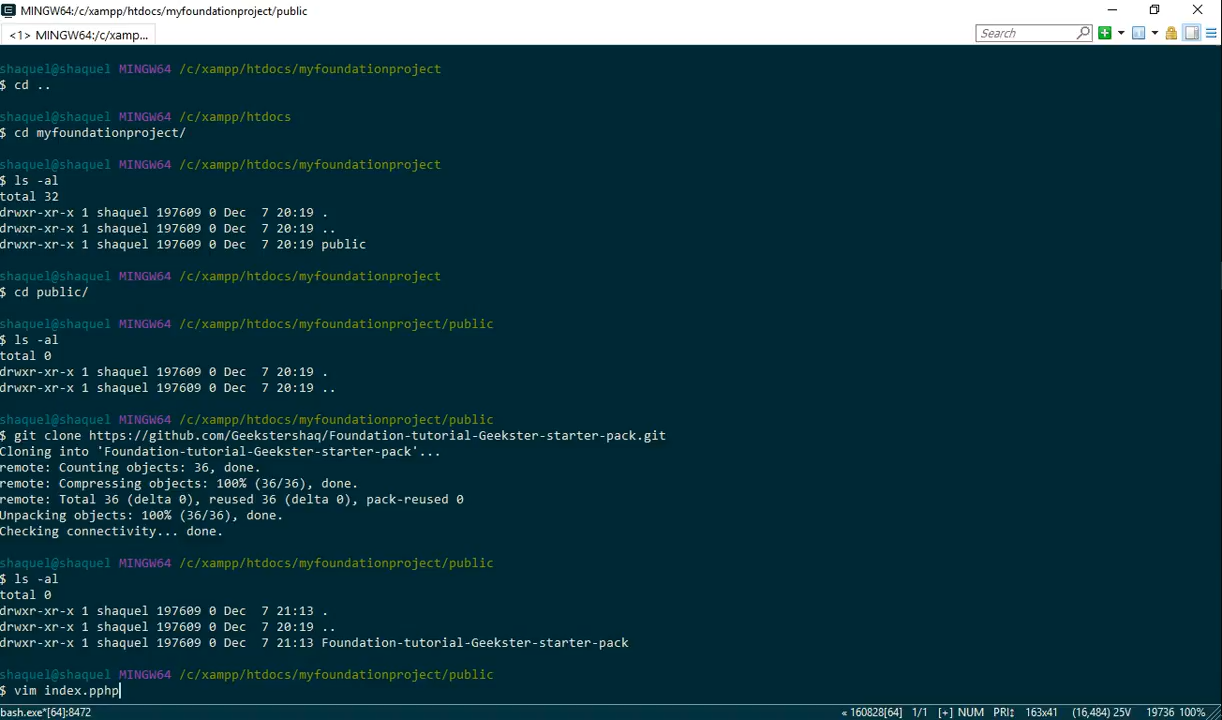 MINGW64:/c/xampp/htdocs/myfoundationproject/public
<1> MINGW64:/c/xamp...
Search
shaquel@shaquel MINGW64 /c/xampp/htdocs/myfoundationproject
$ cd ..
shaquel@shaquel MINGW64 /c/xampp/htdocs
$ cd myfoundationproject/
shaquel@shaquel MINGW64 /c/xampp/htdocs/myfoundationproject
$ ls -al
total 32
drwxr-xr-x 1 shaquel 197609 0 Dec  7 20:19 .
drwxr-xr-x 1 shaquel 197609 0 Dec  7 20:19 ..
drwxr-xr-x 1 shaquel 197609 0 Dec  7 20:19 public
shaquel@shaquel MINGW64 /c/xampp/htdocs/myfoundationproject
$ cd public/
shaquel@shaquel MINGW64 /c/xampp/htdocs/myfoundationproject/public
$ ls -al
total 0
drwxr-xr-x 1 shaquel 197609 0 Dec  7 20:19 .
drwxr-xr-x 1 shaquel 197609 0 Dec  7 20:19 ..
shaquel@shaquel MINGW64 /c/xampp/htdocs/myfoundationproject/public
$ git clone https://github.com/Geekstershaq/Foundation-tutorial-Geekster-starter-pack.git
Cloning into 'Foundation-tutorial-Geekster-starter-pack'...
remote: Counting objects: 36, done.
remote: Compressing objects: 100% (36/36), done.
remote: Total 36 (delta 0), reused 36 (delta 0), pack-reused 0
Unpacking objects: 100% (36/36), done.
Checking connectivity... done.
shaquel@shaquel MINGW64 /c/xampp/htdocs/myfoundationproject/public
$ ls -al
total 0
drwxr-xr-x 1 shaquel 197609 0 Dec  7 21:13 .
drwxr-xr-x 1 shaquel 197609 0 Dec  7 20:19 ..
drwxr-xr-x 1 shaquel 197609 0 Dec  7 21:13 Foundation-tutorial-Geekster-starter-pack
shaquel@shaquel MINGW64 /c/xampp/htdocs/myfoundationproject/public
$ vim index.pphp
bash.exe*[64]:8472 « 160828[64] 1/1 [+] NUM PRI↕ 163x41 (16,484) 25V 19736 100%